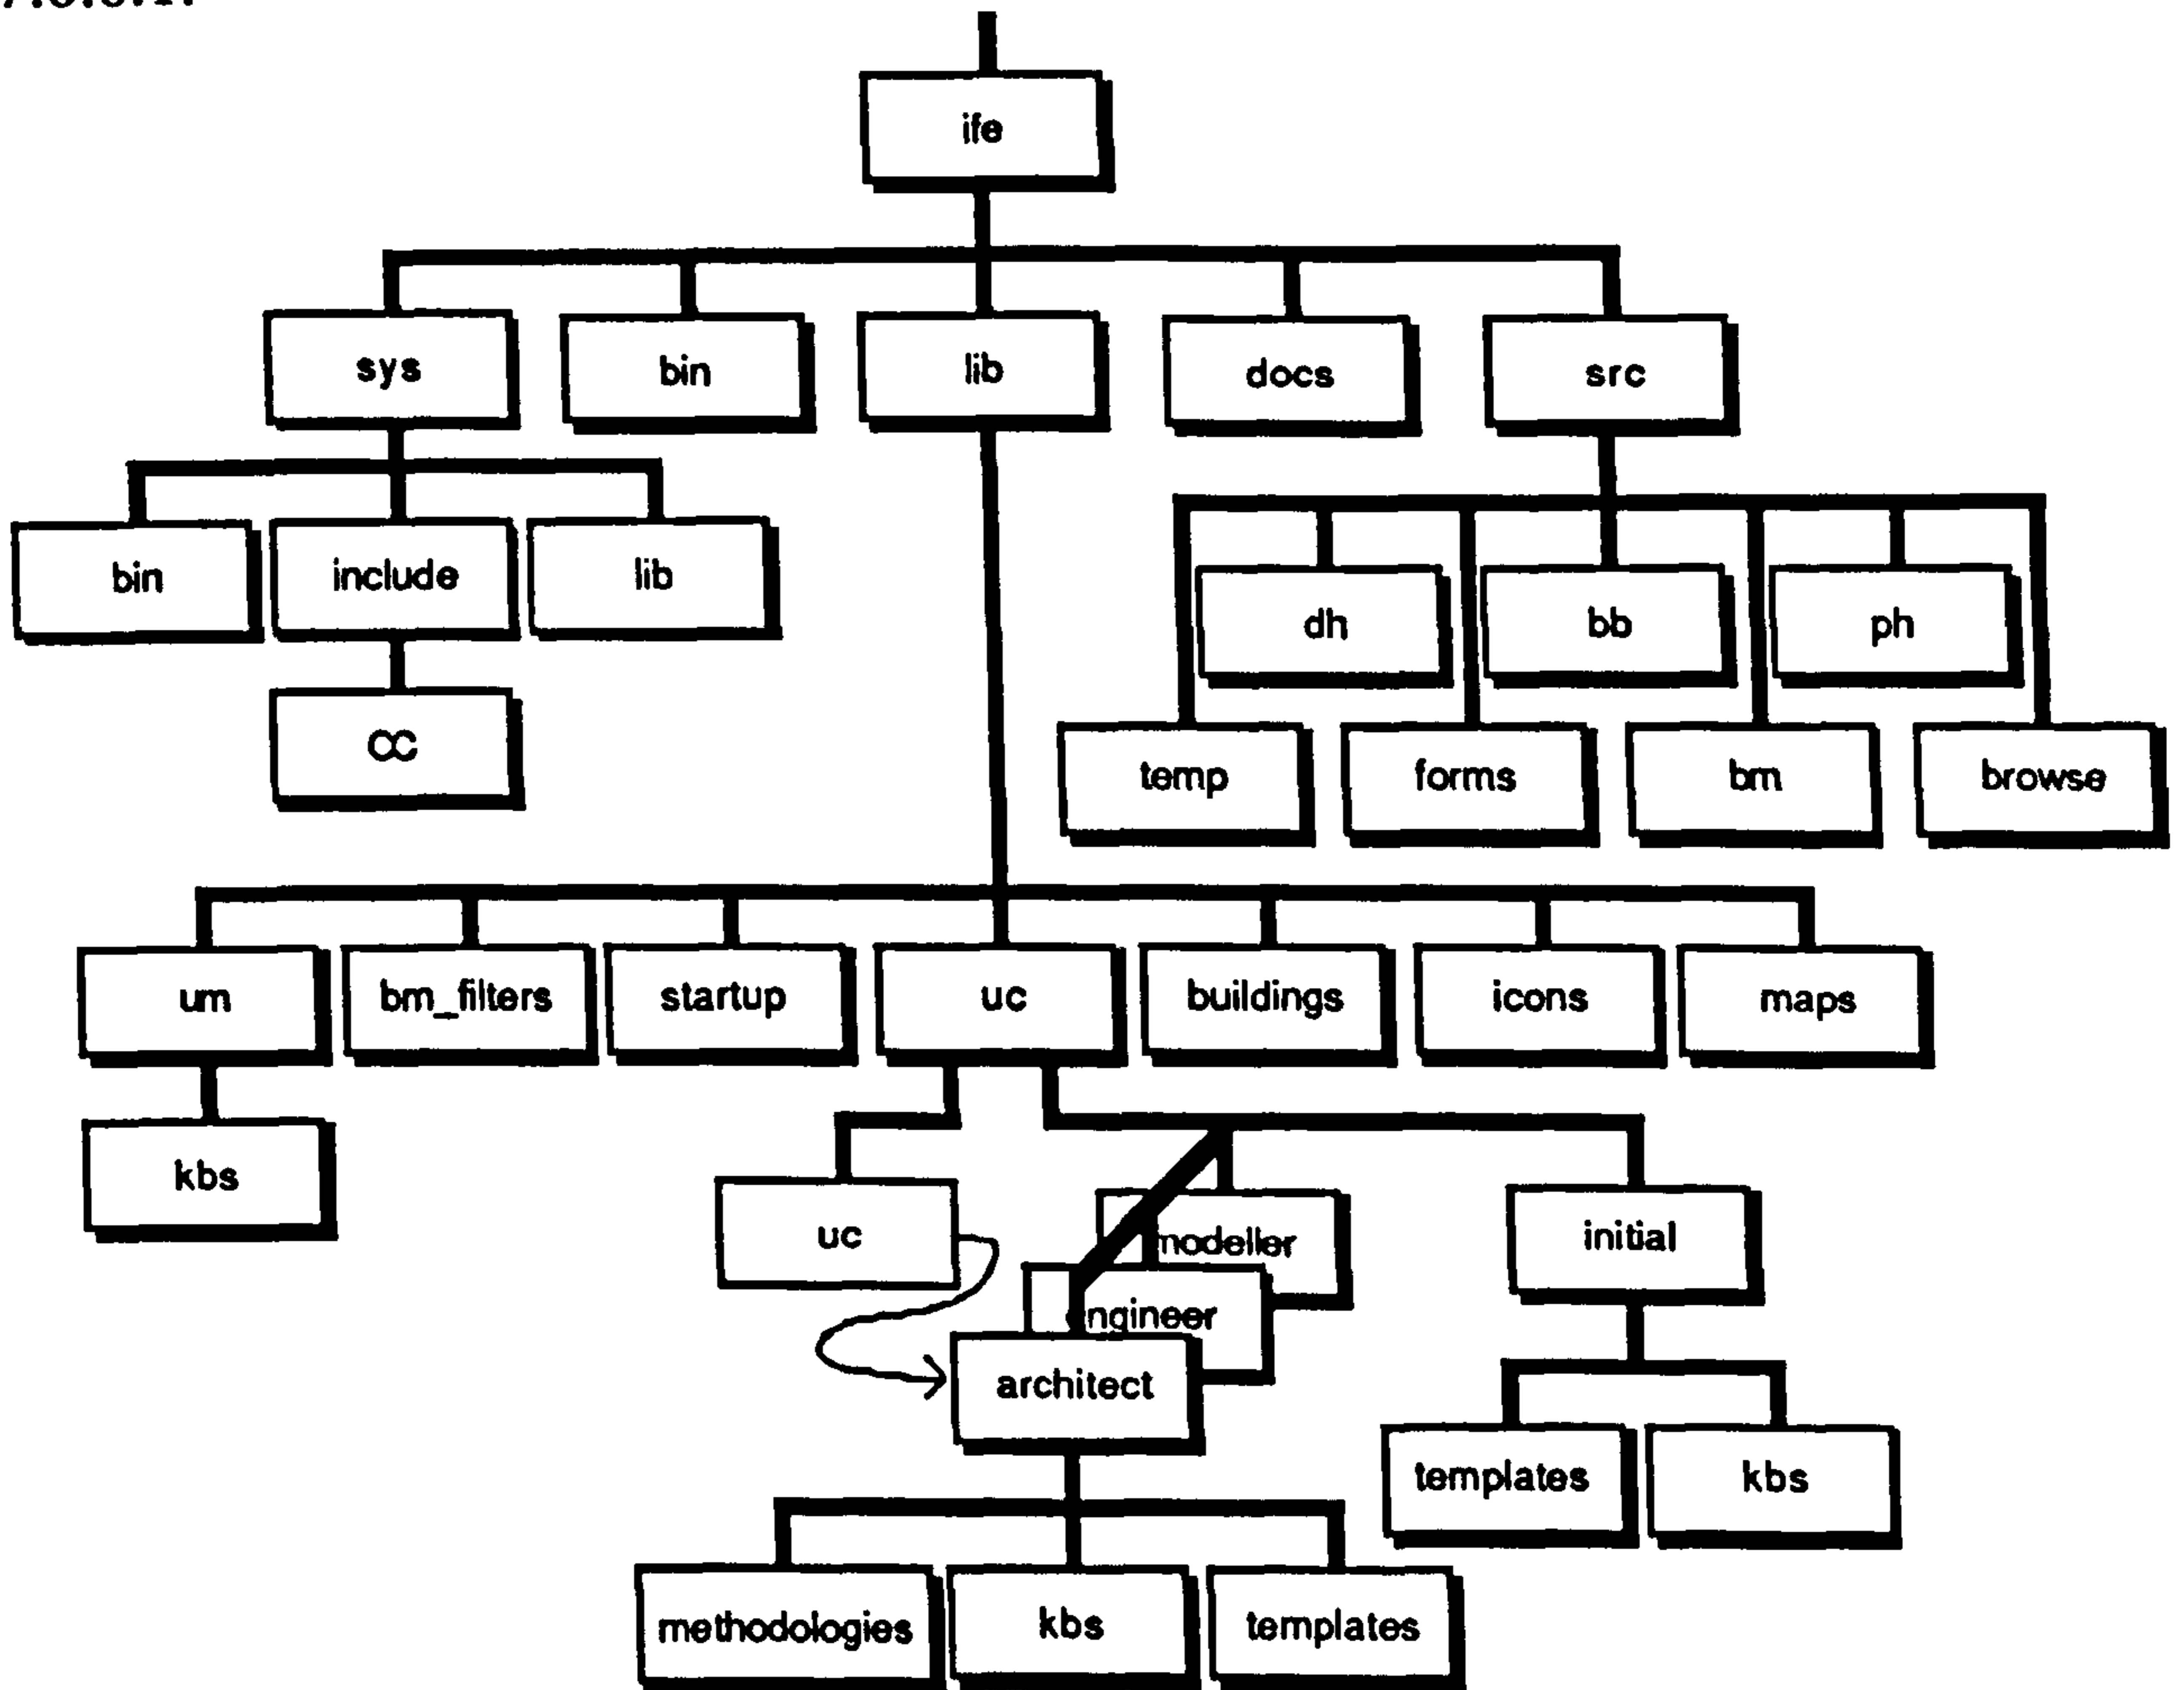 ife
sys bin lib docs src
bin include lib
dh bb ph
CC
temp forms bm browse
um bm_filters startup uc buildings icons maps
kbs
uc modeller initial
engineer
architect
templates kbs
methodologies kbs templates